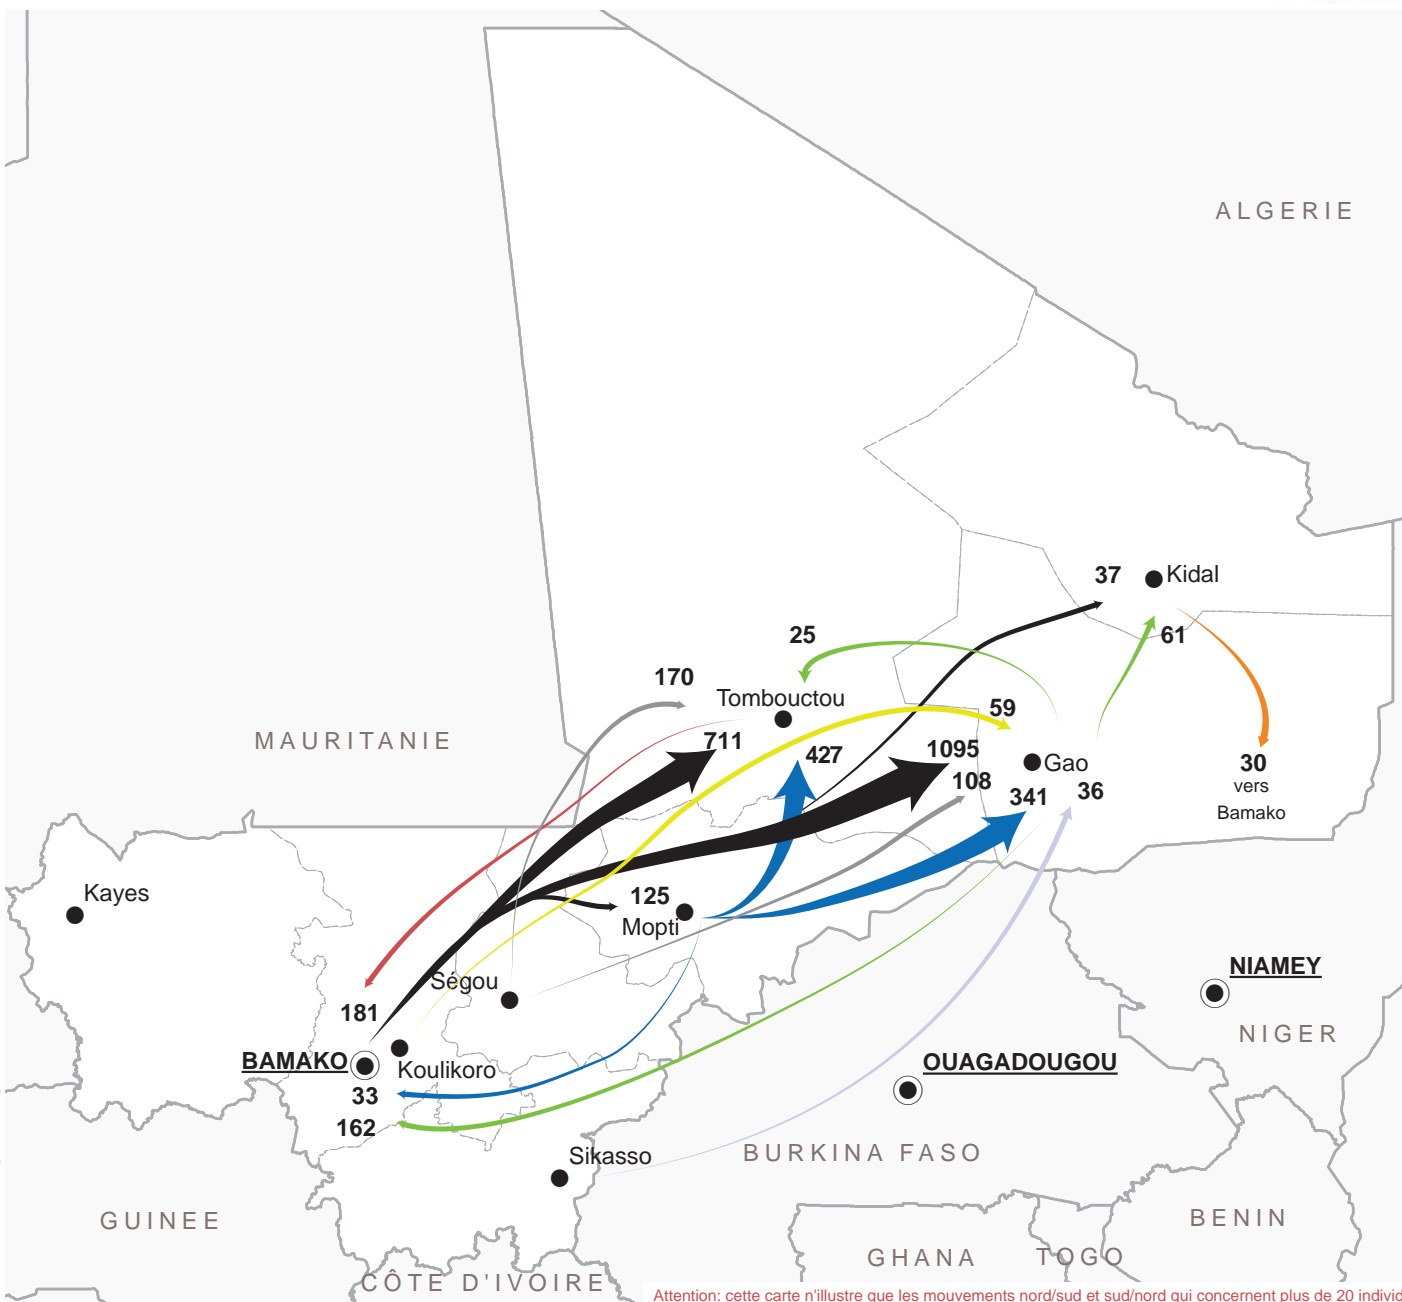 ALGERIE
37
Kidal
61
25
170
Tombouctou
59
711
427
1095
MAURITANIE
108
Gao
341
36
30
vers
Bamako
Kayes
125
Mopti
Ségou
NIAMEY
181
NIGER
BAMAKO
Koulikoro
OUAGADOUGOU
33
162
Sikasso
BURKINA FASO
GUINEE
BENIN
GHANA
TOGO
CÔTE D'IVOIRE
Attention: cette carte n'illustre que les mouvements nord/sud et sud/nord qui concernent plus de 20 individ